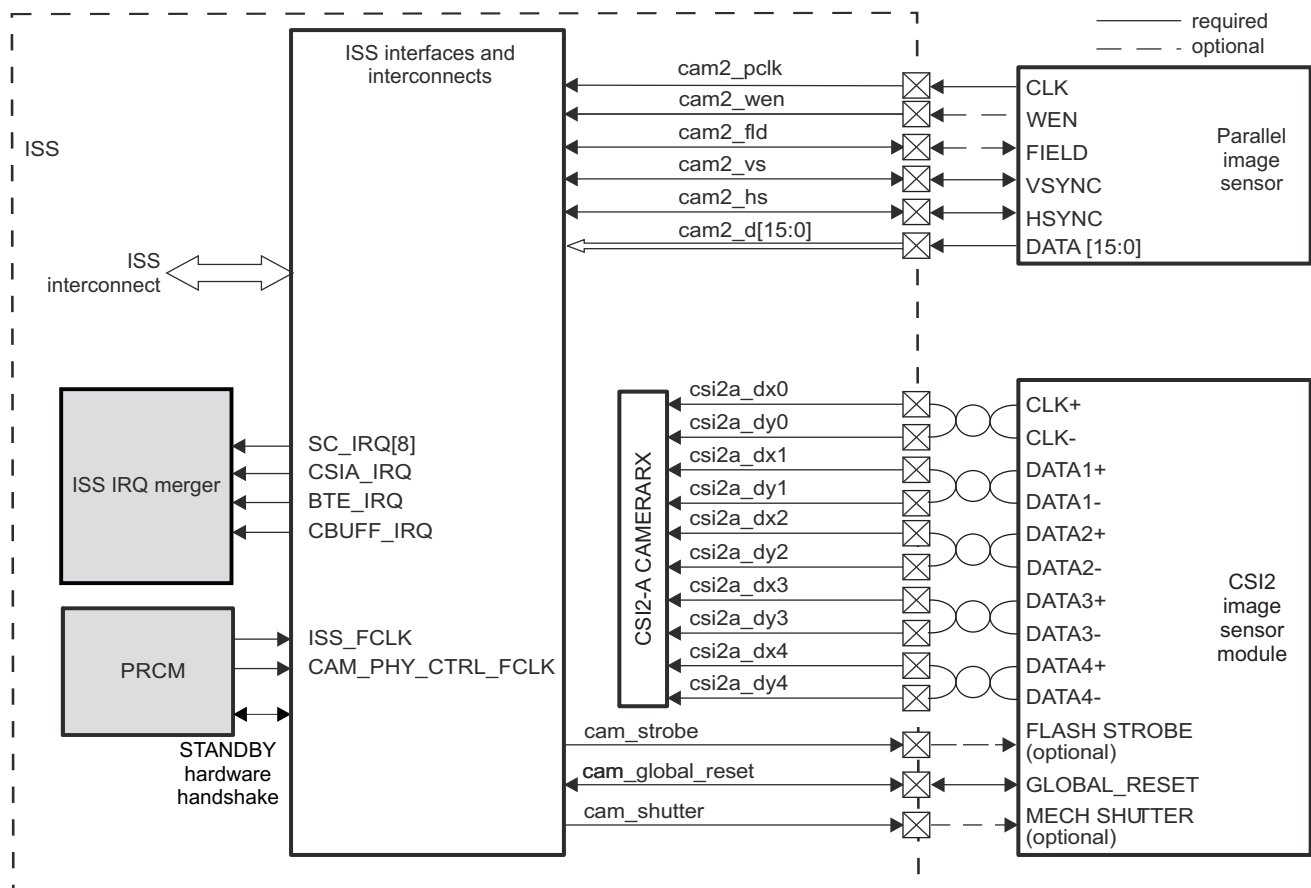 required
optional
ISS interfaces and
interconnects
ISS
cam2_pclk
cam2_wen
cam2_fld
cam2_vs
cam2_hs
cam2_d[15:0]
CLK
WEN
FIELD
VSYNC
HSYNC
DATA [15:0]
Parallel
image
sensor
ISS
interconnect
ISS IRQ merger
SC_IRQ[8]
CSIA_IRQ
BTE_IRQ
CBUFF_IRQ
PRCM
ISS_FCLK
CAM_PHY_CTRL_FCLK
STANDBY
hardware
handshake
CSI2-A CAMERARX
csi2a_dx0
csi2a_dy0
csi2a_dx1
csi2a_dy1
csi2a_dx2
csi2a_dy2
csi2a_dx3
csi2a_dy3
csi2a_dx4
csi2a_dy4
cam_strobe
cam_global_reset
cam_shutter
CLK+
CLK-
DATA1+
DATA1-
DATA2+
DATA2-
DATA3+
DATA3-
DATA4+
DATA4-
FLASH STROBE
(optional)
GLOBAL_RESET
MECH SHUTTER
(optional)
CSI2
image
sensor
module